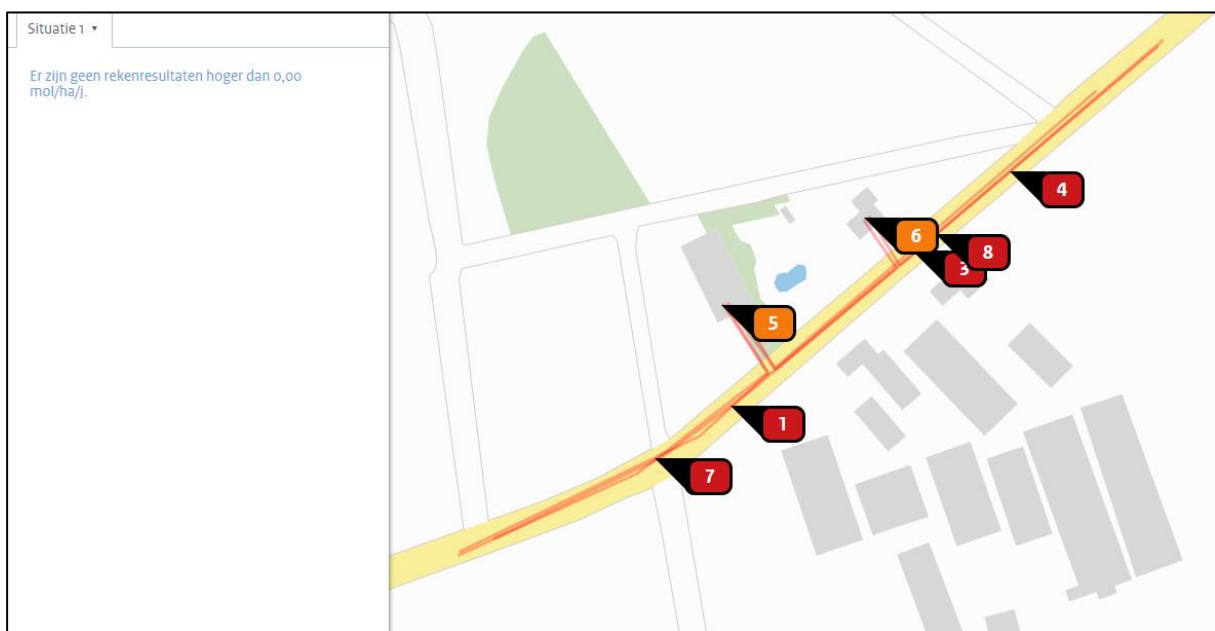 Situatie 1 ▾
Er zijn geen rekenresultaten hoger dan 0,00
mol/ha/j.
4
6
8
3
5
1
7